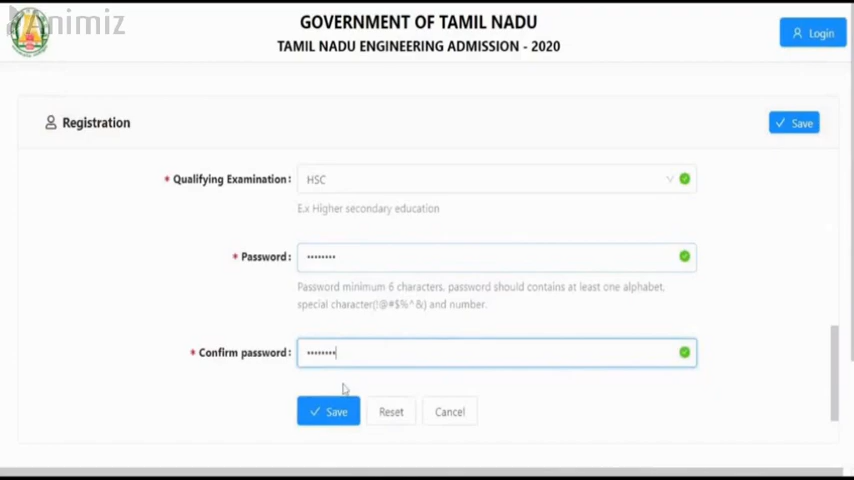 Animiz
GOVERNMENT OF TAMIL NADU
TAMIL NADU ENGINEERING ADMISSION - 2020
Login
Registration
Save
* Qualifying Examination:
HSC
E.x Higher secondary education
* Password:
••••••••
Password minimum 6 characters, password should contains at least one alphabet,
special character(!@#$%^&) and number.
* Confirm password:
••••••••
Save
Reset
Cancel